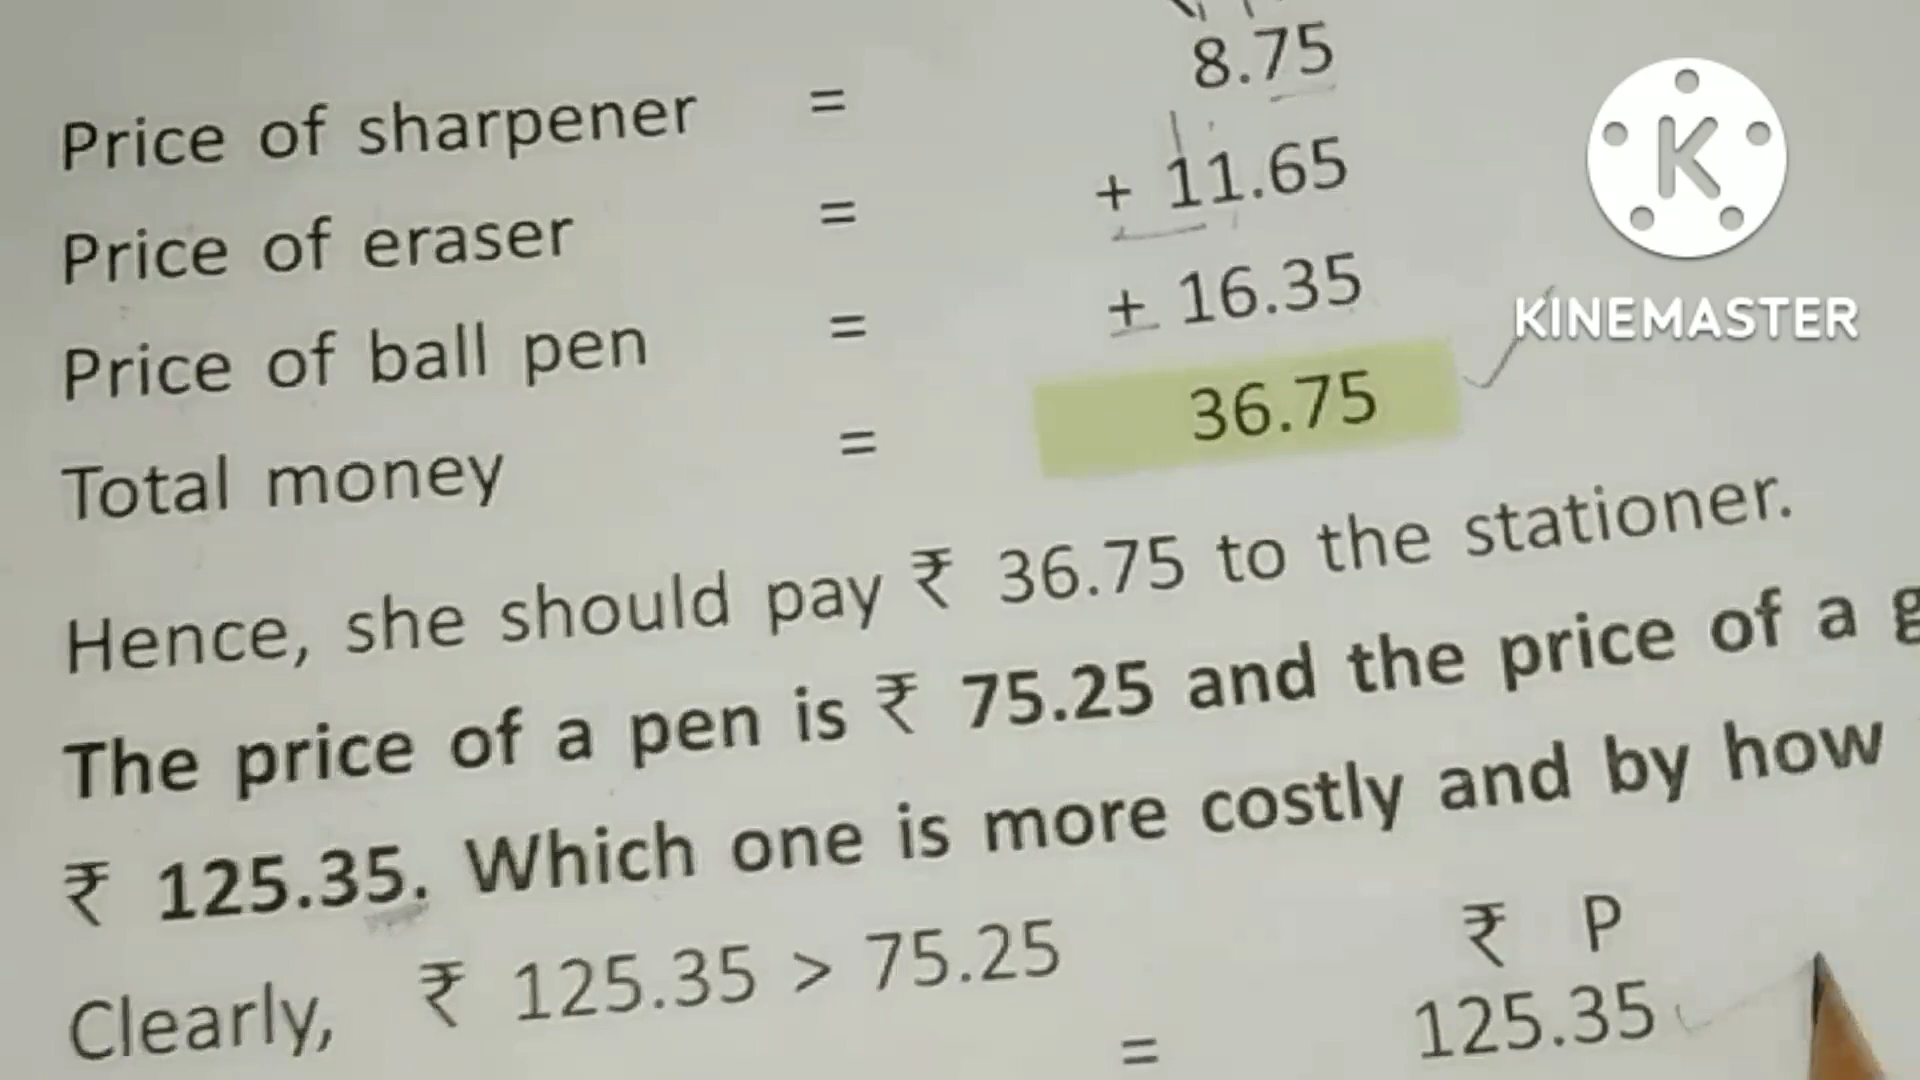 Price of sharpener = 8.75
Price of eraser = + 11.65
Price of ball pen = + 16.35
Total money = 36.75
Hence, she should pay ₹ 36.75 to the stationer.
The price of a pen is ₹ 75.25 and the price of a
₹ 125.35. Which one is more costly and by how
₹ P
Clearly, ₹ 125.35 > 75.25
= 125.35
K
KINEMASTER